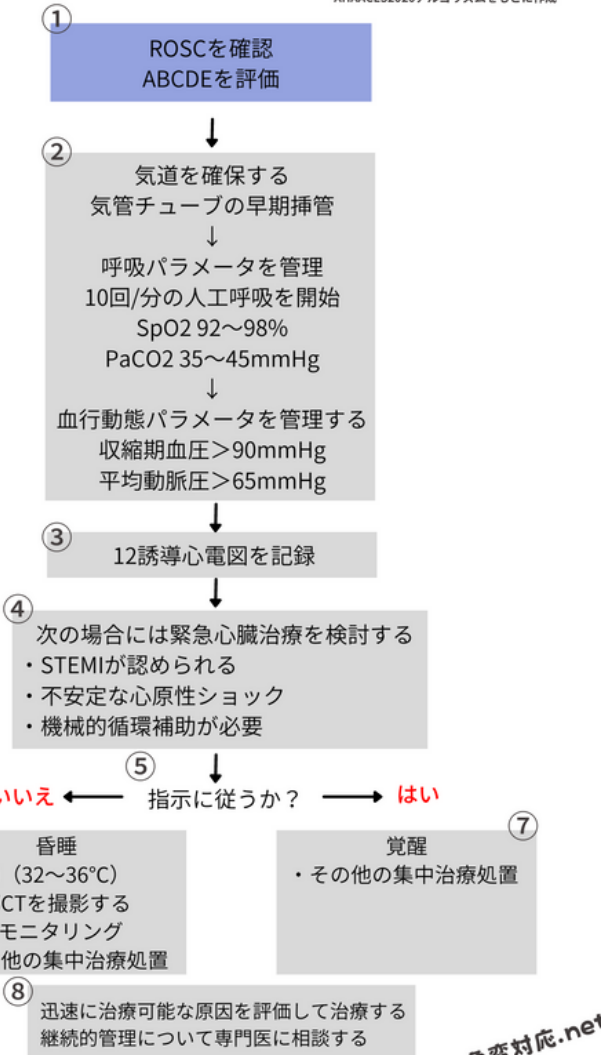 ①
ROSCを確認
ABCDEを評価
②
気道を確保する
気管チューブの早期挿管
↓
呼吸パラメータを管理
10回/分の人工呼吸を開始
SpO2 92～98%
PaCO2 35～45mmHg
↓
血行動態パラメータを管理する
収縮期血圧＞90mmHg
平均動脈圧＞65mmHg
③
12誘導心電図を記録
④
次の場合には緊急心臓治療を検討する
・STEMIが認められる
・不安定な心原性ショック
・機械的循環補助が必要
⑤
いいえ 指示に従うか？ はい
昏睡
（32～36℃）
CTを撮影する
モニタリング
他の集中治療処置
⑦
覚醒
・その他の集中治療処置
⑧
迅速に治療可能な原因を評価して治療する
継続的管理について専門医に相談する
変対応.net